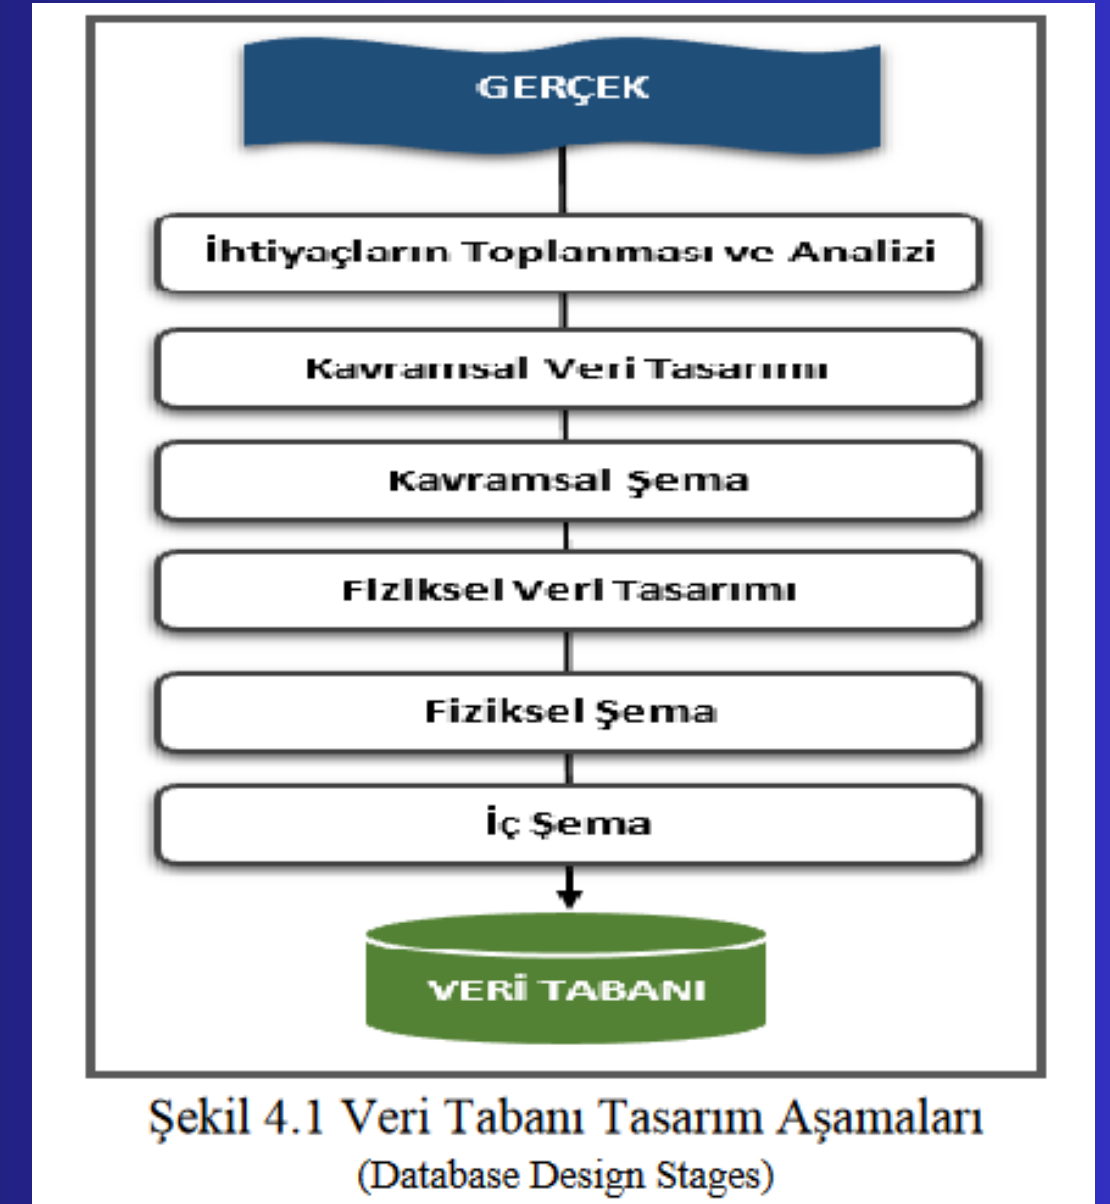 GERÇEK
İhtiyaçların Toplanması ve Analizi
Kavramsal Veri Tasarımı
Kavramsal Şema
Fiziksel Veri Tasarımı
Fiziksel Şema
İç Şema
VERİ TABANI
Şekil 4.1 Veri Tabanı Tasarım Aşamaları
(Database Design Stages)